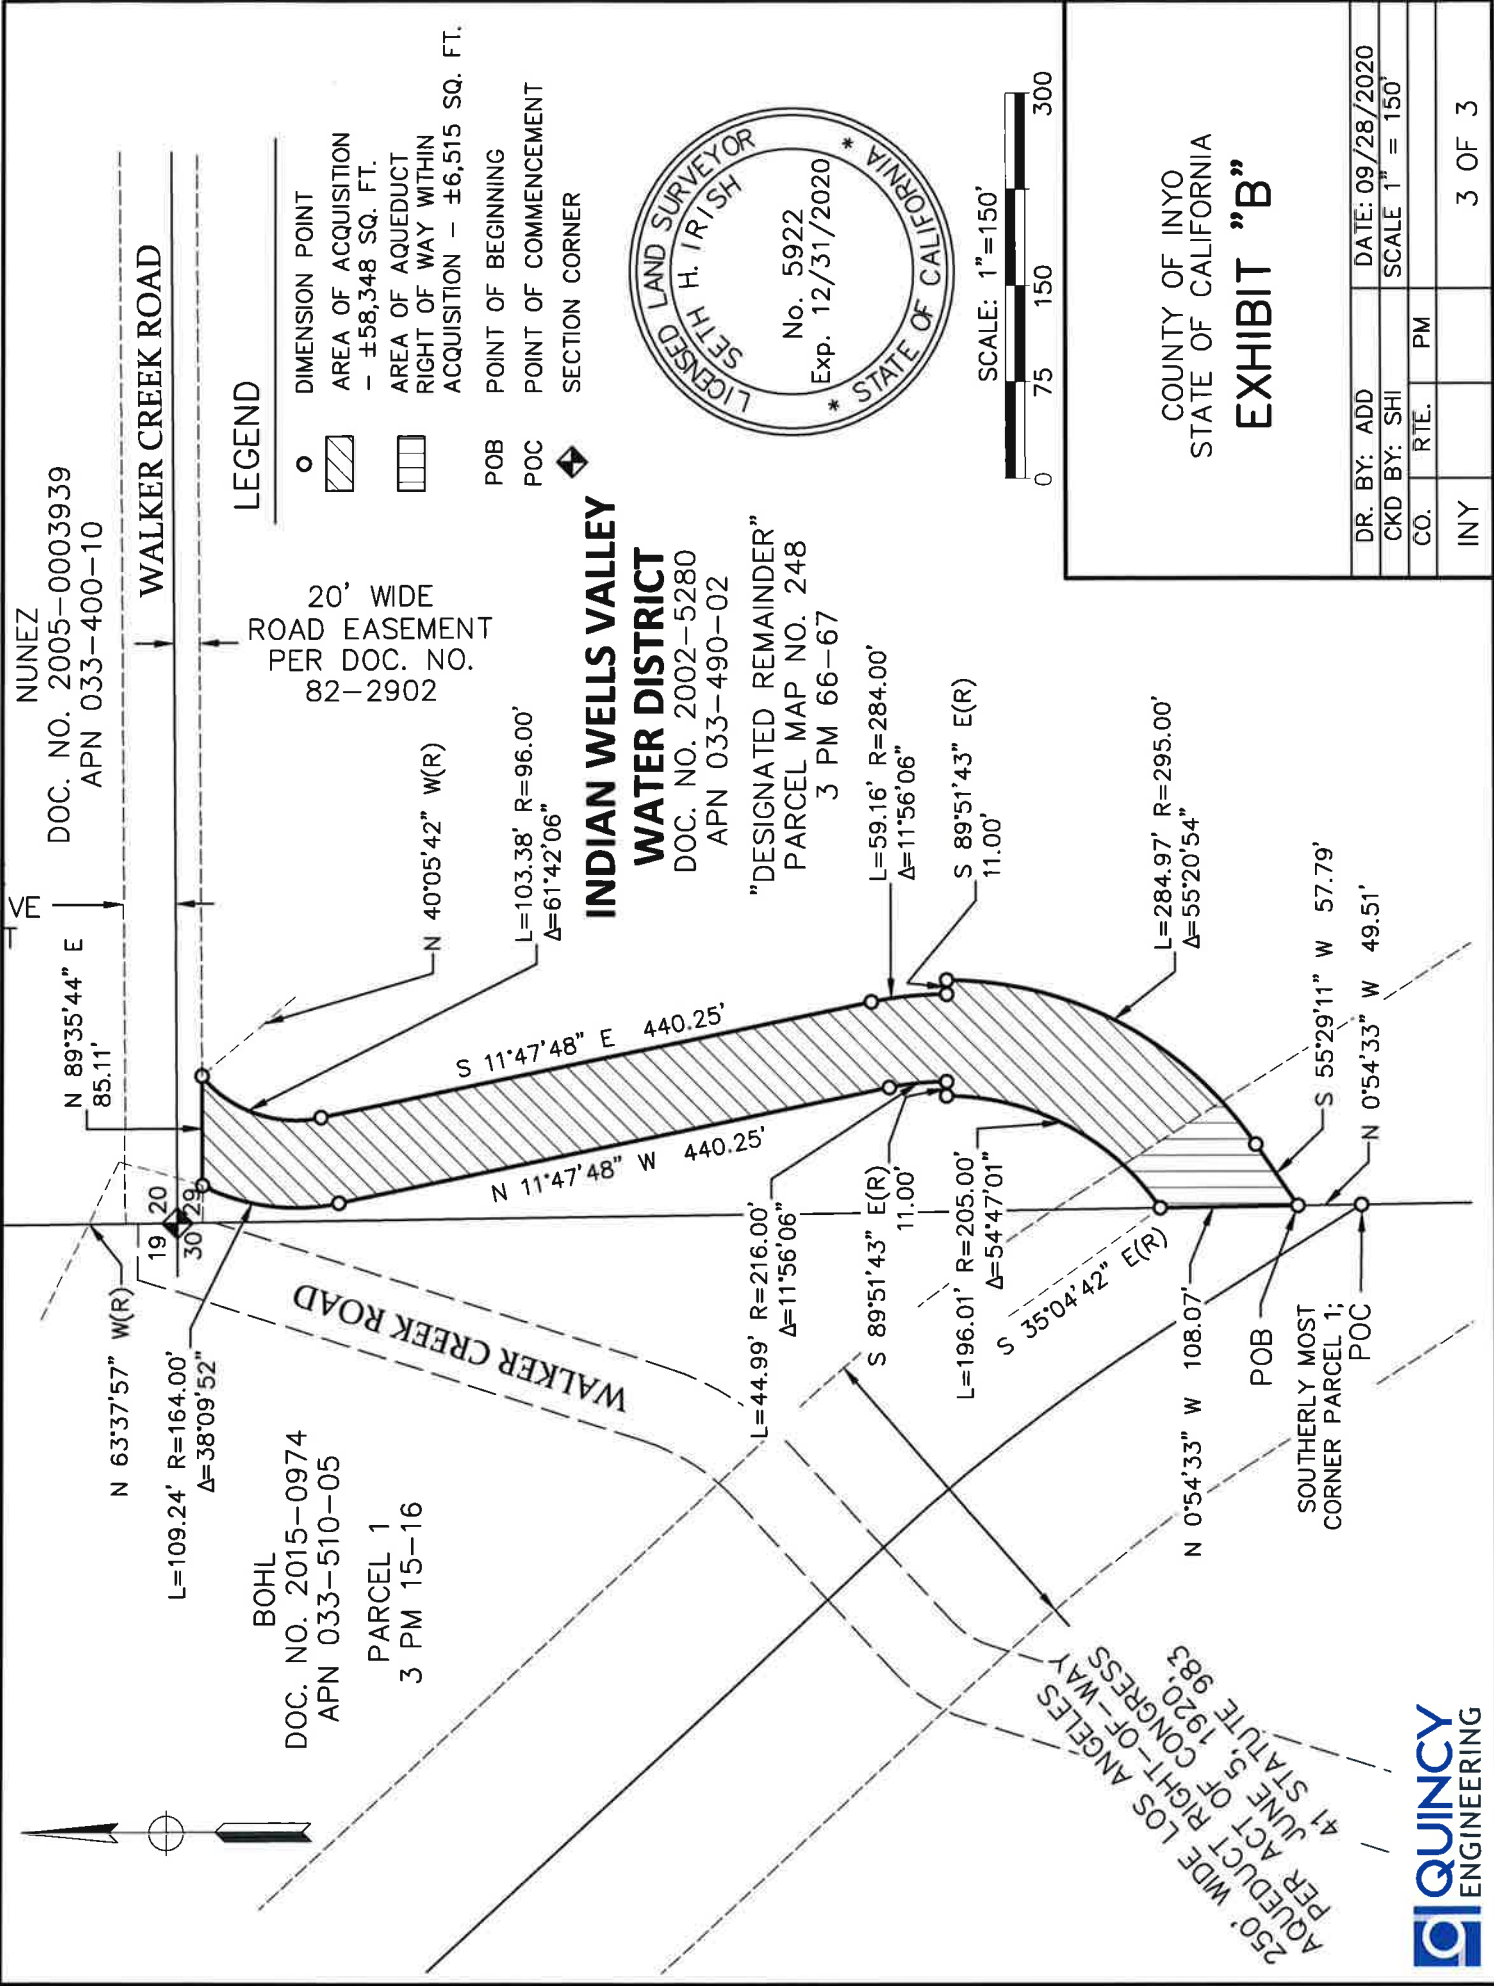 NUNEZ
DOC. NO. 2005-0003939
APN 033-400-10
VE
T
WALKER CREEK ROAD
N 89°35'44" E
85.11'
20' WIDE
ROAD EASEMENT
PER DOC. NO.
82-2902
19
20
30
29
N 63°37'57" W(R)
L=109.24' R=164.00'
Δ=38°09'52"
N 40°05'42" W(R)
L=103.38' R=96.00'
Δ=61°42'06"
WALKER CREEK ROAD
BOHL
DOC. NO. 2015-0974
APN 033-510-05
PARCEL 1
3 PM 15-16
INDIAN WELLS VALLEY
WATER DISTRICT
DOC. NO. 2002-5280
APN 033-490-02
"DESIGNATED REMAINDER"
PARCEL MAP NO. 248
3 PM 66-67
S 11°47'48" E 440.25'
N 11°47'48" W 440.25'
L=59.16' R=284.00'
Δ=11°56'06"
S 89°51'43" E(R)
11.00'
L=44.99' R=216.00'
Δ=11°56'06"
S 89°51'43" E(R)
11.00'
L=196.01' R=205.00'
Δ=54°47'01"
S 35°04'42" E(R)
L=284.97' R=295.00'
Δ=55°20'54"
N 0°54'33" W 108.07'
POB
SOUTHERLY MOST
CORNER PARCEL 1;
POC
S 55°29'11" W 57.79'
N 0°54'33" W 49.51'
250' WIDE LOS ANGELES
AQUEDUCT RIGHT-OF-WAY
PER ACT OF CONGRESS
JUNE 5, 1920,
41 STATUTE 983
LEGEND
DIMENSION POINT
AREA OF ACQUISITION
- ±58,348 SQ. FT.
AREA OF AQUEDUCT
RIGHT OF WAY WITHIN
ACQUISITION - ±6,515 SQ. FT.
POB POINT OF BEGINNING
POC POINT OF COMMENCEMENT
SECTION CORNER
LICENSED LAND SURVEYOR
SETH H. IRISH
No. 5922
Exp. 12/31/2020
* STATE OF CALIFORNIA *
SCALE: 1"=150'
0 75 150 300
COUNTY OF INYO
STATE OF CALIFORNIA
EXHIBIT "B"
DR. BY: ADD DATE: 09/28/2020
CKD BY: SHI SCALE 1" = 150'
CO. RTE. PM
INY 3 OF 3
q QUINCY
ENGINEERING